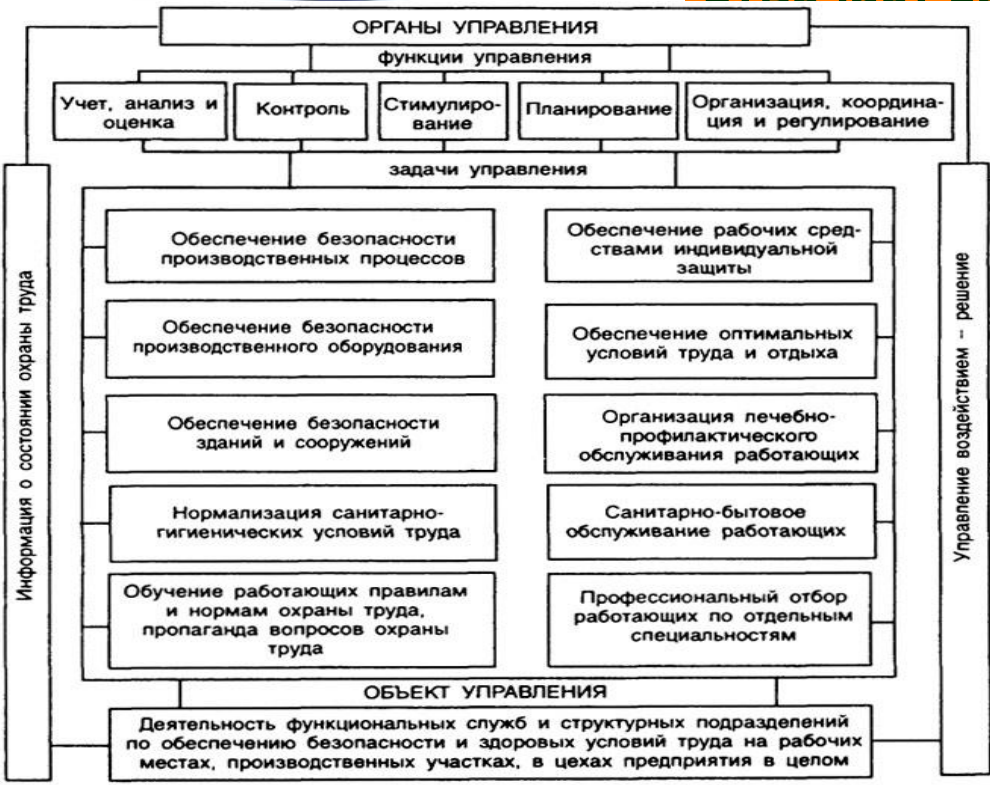 ОРГАНЫ УПРАВЛЕНИЯ
функции управления
Учет, анализ и
оценка
Контроль
Стимулиро-
вание
Планирование
Организация, координа-
ция и регулирование
задачи управления
Информация о состоянии охраны труда
Обеспечение безопасности
производственных процессов
Обеспечение рабочих сред-
ствами индивидуальной
защиты
Обеспечение безопасности
производственного оборудования
Обеспечение оптимальных
условий труда и отдыха
Обеспечение безопасности
зданий и сооружений
Организация лечебно-
профилактического
обслуживания работающих
Нормализация санитарно-
гигиенических условий труда
Санитарно-бытовое
обслуживание работающих
Обучение работающих правилам
и нормам охраны труда,
пропаганда вопросов охраны
труда
Профессиональный отбор
работающих по отдельным
специальностям
Управление воздействием – решение
ОБЪЕКТ УПРАВЛЕНИЯ
Деятельность функциональных служб и структурных подразделений
по обеспечению безопасности и здоровых условий труда на рабочих
местах, производственных участках, в цехах предприятия в целом